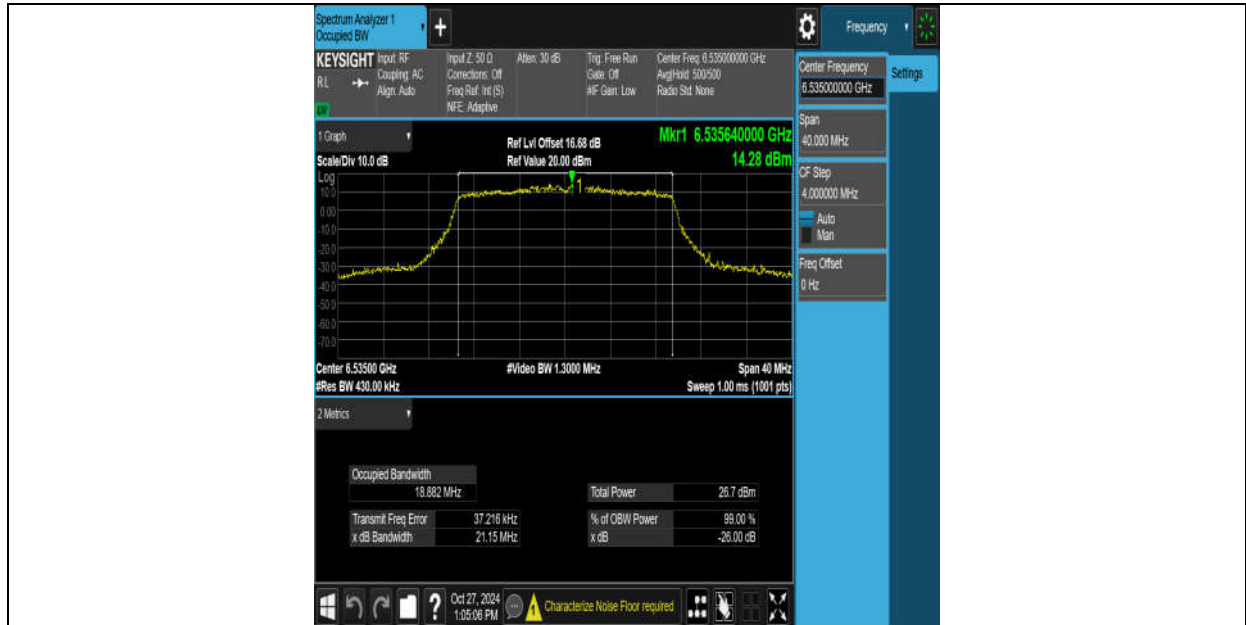 Spectrum Analyzer 1
Occupied BW
+
Frequency
KEYSIGHT
RL
Input: RF
Coupling: AC
Align: Auto
Input Z: 50 Ω
Corrections: Off
Freq Ref: Int (S)
NFE: Adaptive
Atten: 30 dB
Trig: Free Run
Gate: Off
#IF Gain: Low
Center Freq: 6.535000000 GHz
Avg|Hold: 500/500
Radio Std: None
Center Frequency
6.535000000 GHz
Settings
Span
40.000 MHz
CF Step
4.000000 MHz
Auto
Man
Freq Offset
0 Hz
1 Graph
Ref Lvl Offset 16.68 dB
Mkr1 6.535640000 GHz
Scale/Div 10.0 dB
Ref Value 20.00 dBm
14.28 dBm
Log
1
10.0
0.00
-10.0
-20.0
-30.0
-40.0
-50.0
-60.0
-70.0
Center 6.53500 GHz
#Video BW 1.3000 MHz
Span 40 MHz
#Res BW 430.00 kHz
Sweep 1.00 ms (1001 pts)
2 Metrics
Occupied Bandwidth
18.882 MHz
Total Power 26.7 dBm
Transmit Freq Error 37.216 kHz
% of OBW Power 99.00 %
x dB Bandwidth 21.15 MHz
x dB -26.00 dB
?
Oct 27, 2024
1:05:06 PM
1
Characterize Noise Floor required